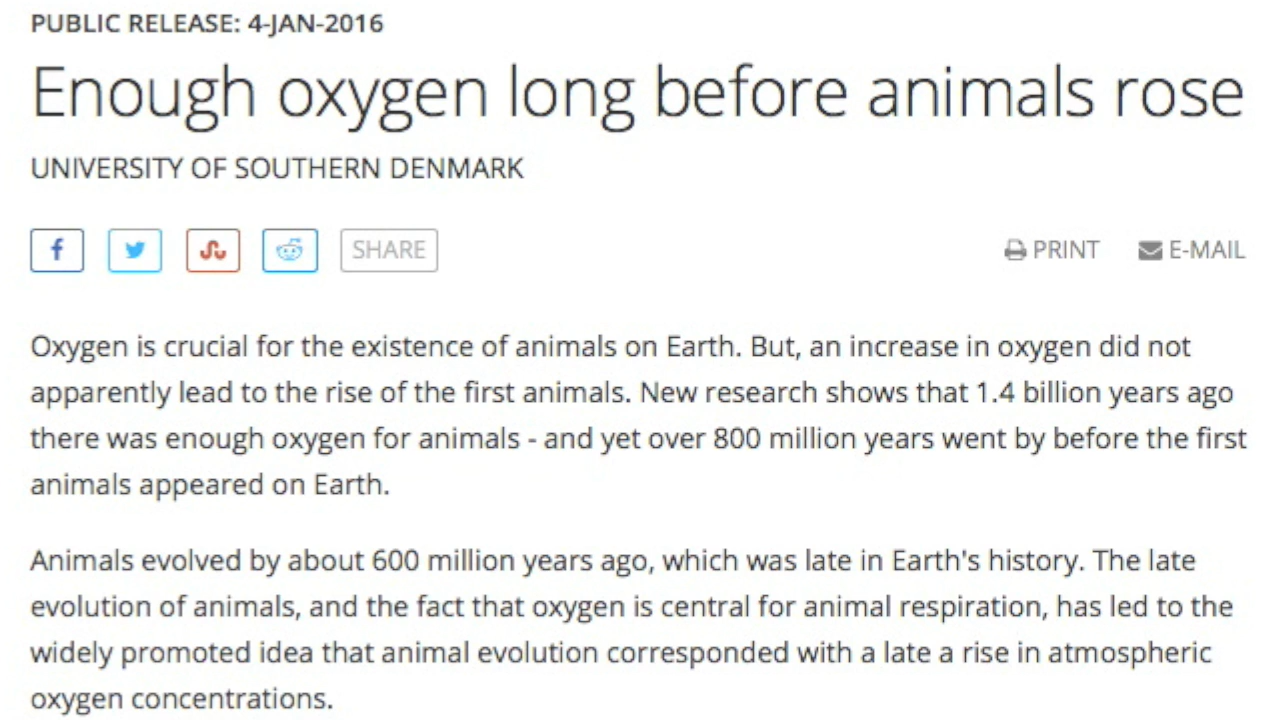 PUBLIC RELEASE: 4-JAN-2016
Enough oxygen long before animals rose
UNIVERSITY OF SOUTHERN DENMARK
f SHARE PRINT E-MAIL
Oxygen is crucial for the existence of animals on Earth. But, an increase in oxygen did not
apparently lead to the rise of the first animals. New research shows that 1.4 billion years ago
there was enough oxygen for animals - and yet over 800 million years went by before the first
animals appeared on Earth.
Animals evolved by about 600 million years ago, which was late in Earth's history. The late
evolution of animals, and the fact that oxygen is central for animal respiration, has led to the
widely promoted idea that animal evolution corresponded with a late a rise in atmospheric
oxygen concentrations.